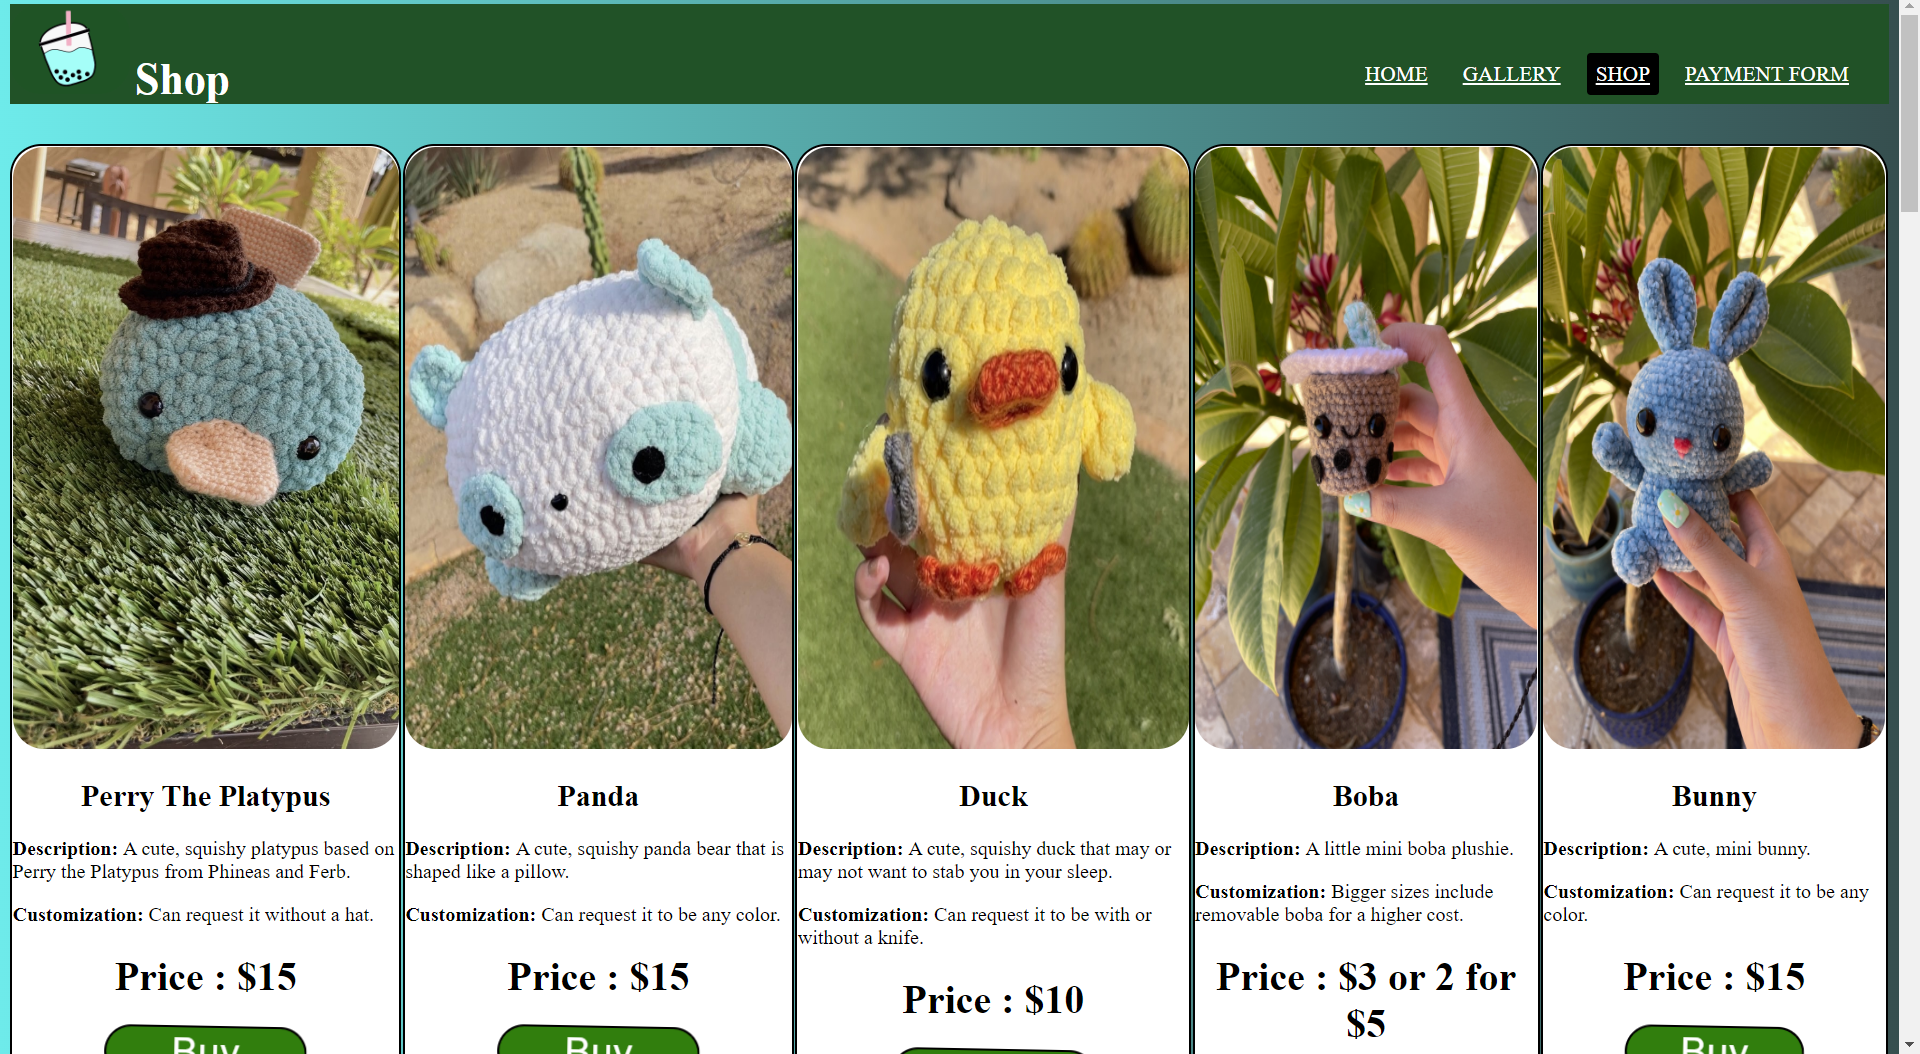 Shop
HOME
GALLERY
SHOP
PAYMENT FORM
Perry The Platypus
Description: A cute, squishy platypus based on
Perry the Platypus from Phineas and Ferb.
Customization: Can request it without a hat.
Price : $15
Buy
Panda
Description: A cute, squishy panda bear that is
shaped like a pillow.
Customization: Can request it to be any color.
Price : $15
Buy
Duck
Description: A cute, squishy duck that may or
may not want to stab you in your sleep.
Customization: Can request it to be with or
without a knife.
Price : $10
Boba
Description: A little mini boba plushie.
Customization: Bigger sizes include
removable boba for a higher cost.
Price : $3 or 2 for
$5
Bunny
Description: A cute, mini bunny.
Customization: Can request it to be any
color.
Price : $15
Buy